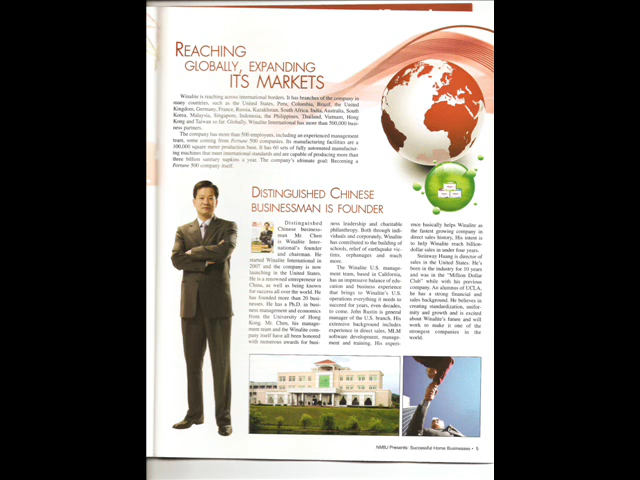 REACHING
GLOBALLY, EXPANDING
ITS MARKETS
Winalite is reaching across international borders. It has branches of the company in
many countries, such as the United States, Peru, Colombia, Brazil, the United
Kingdom, Germany, France, Russia, Kazakhstan, South Africa, India, Australia, South
Korea, Malaysia, Singapore, Indonesia, the Philippines, Thailand, Vietnam, Hong
Kong and Taiwan so far. Globally, Winalite International has more than 500,000 busi-
ness partners.
The company has more than 500 employees, including an experienced management
team, some coming from Fortune 500 companies. Its manufacturing facilities are a
100,000 square meter production base. It has 60 sets of fully automated manufactur-
ing machines that meet international standards and are capable of producing more than
three billion sanitary napkins a year. The company's ultimate goal: Becoming a
Fortune 500 company itself.
DISTINGUISHED CHINESE
BUSINESSMAN IS FOUNDER
Distinguished
Chinese business-
man Mr. Chen
is Winalite Inter-
national's founder
and chairman. He
started Winalite International in
2007 and the company is now
launching in the United States.
He is a renowned entrepreneur in
China, as well as being known
for success all over the world. He
has founded more than 20 busi-
nesses. He has a Ph.D. in busi-
ness management and economics
from the University of Hong
Kong. Mr. Chen, his manage-
ment team and the Winalite com-
pany itself have all been honored
with numerous awards for busi-
ness leadership and charitable
philanthropy. Both through indi-
viduals and corporately, Winalite
has contributed to the building of
schools, relief of earthquake vic-
tims, orphanages and much
more.
The Winalite U.S. manage-
ment team, based in California,
has an impressive balance of edu-
cation and business experience
that brings to Winalite's U.S.
operations everything it needs to
succeed for years, even decades,
to come. John Rustin is general
manager of the U.S. branch. His
extensive background includes
experience in direct sales, MLM
software development, manage-
ment and training. His experi-
ence basically helps Winalite as
the fastest growing company in
direct sales history. His intent is
to help Winalite reach billion-
dollar sales in under four years.
Steinway Huang is director of
sales in the United States. He's
been in the industry for 10 years
and was in the "Million Dollar
Club" while with his previous
company. An alumnus of UCLA,
he has a strong financial and
sales background. He believes in
creating standardization, unifor-
mity and growth and is excited
about Winalite's future and will
work to make it one of the
strongest companies in the
world.
NMBJ Presents: Successful Home Businesses • 5